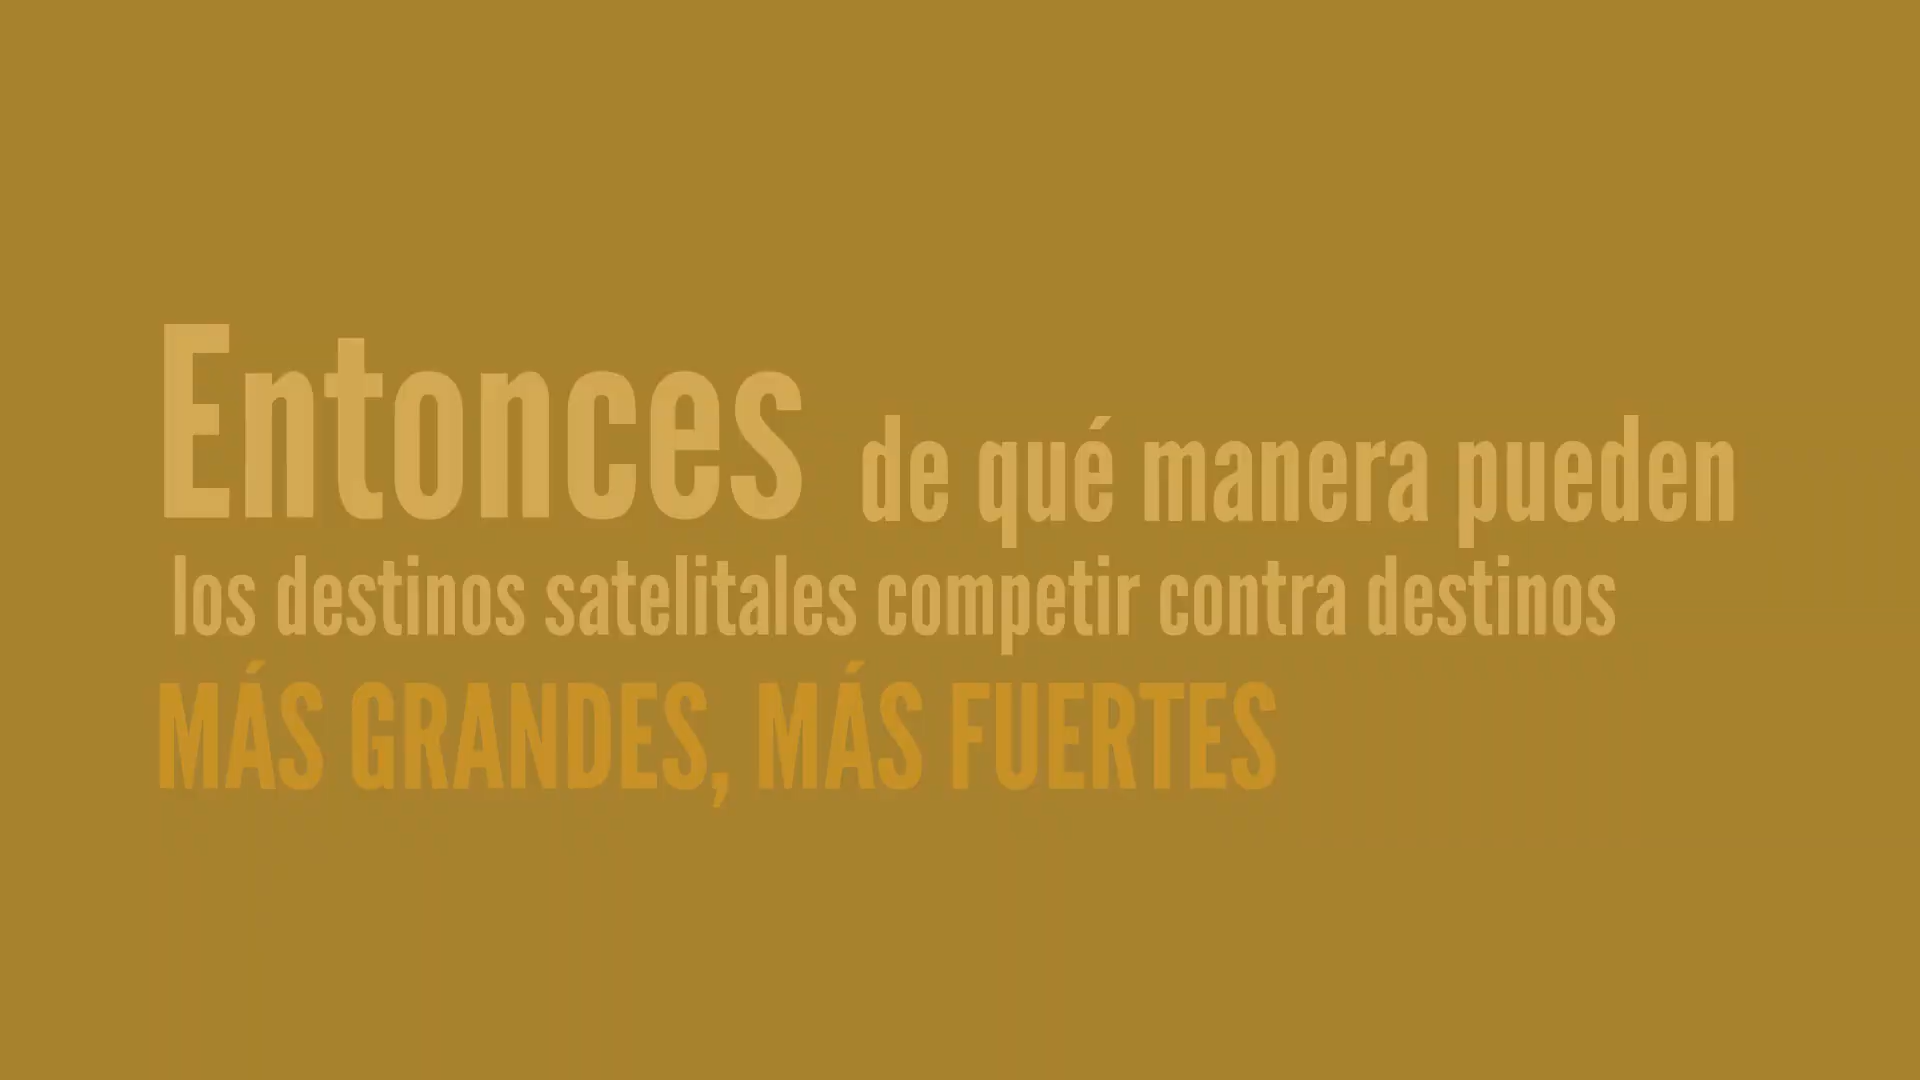 Entonces de qué manera pueden
los destinos satelitales competir contra destinos
MÁS GRANDES, MÁS FUERTES